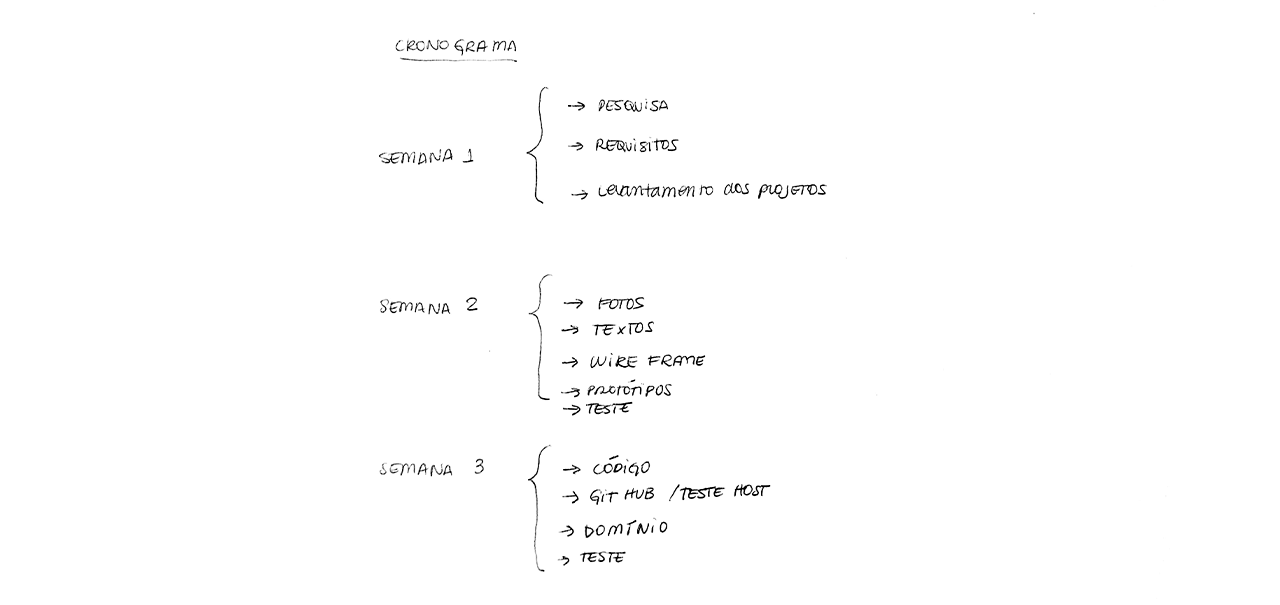 CRONOGRAMA
SEMANA 1
→ PESQUISA
→ REQUISITOS
→ Levantamento dos PROJETOS
SEMANA 2
→ FOTOS
→ TEXTOS
→ WIRE FRAME
→ PROTÓTIPOS
→ TESTE
SEMANA 3
→ CÓDIGO
→ GIT HUB / TESTE HOST
→ DOMÍNIO
→ TESTE